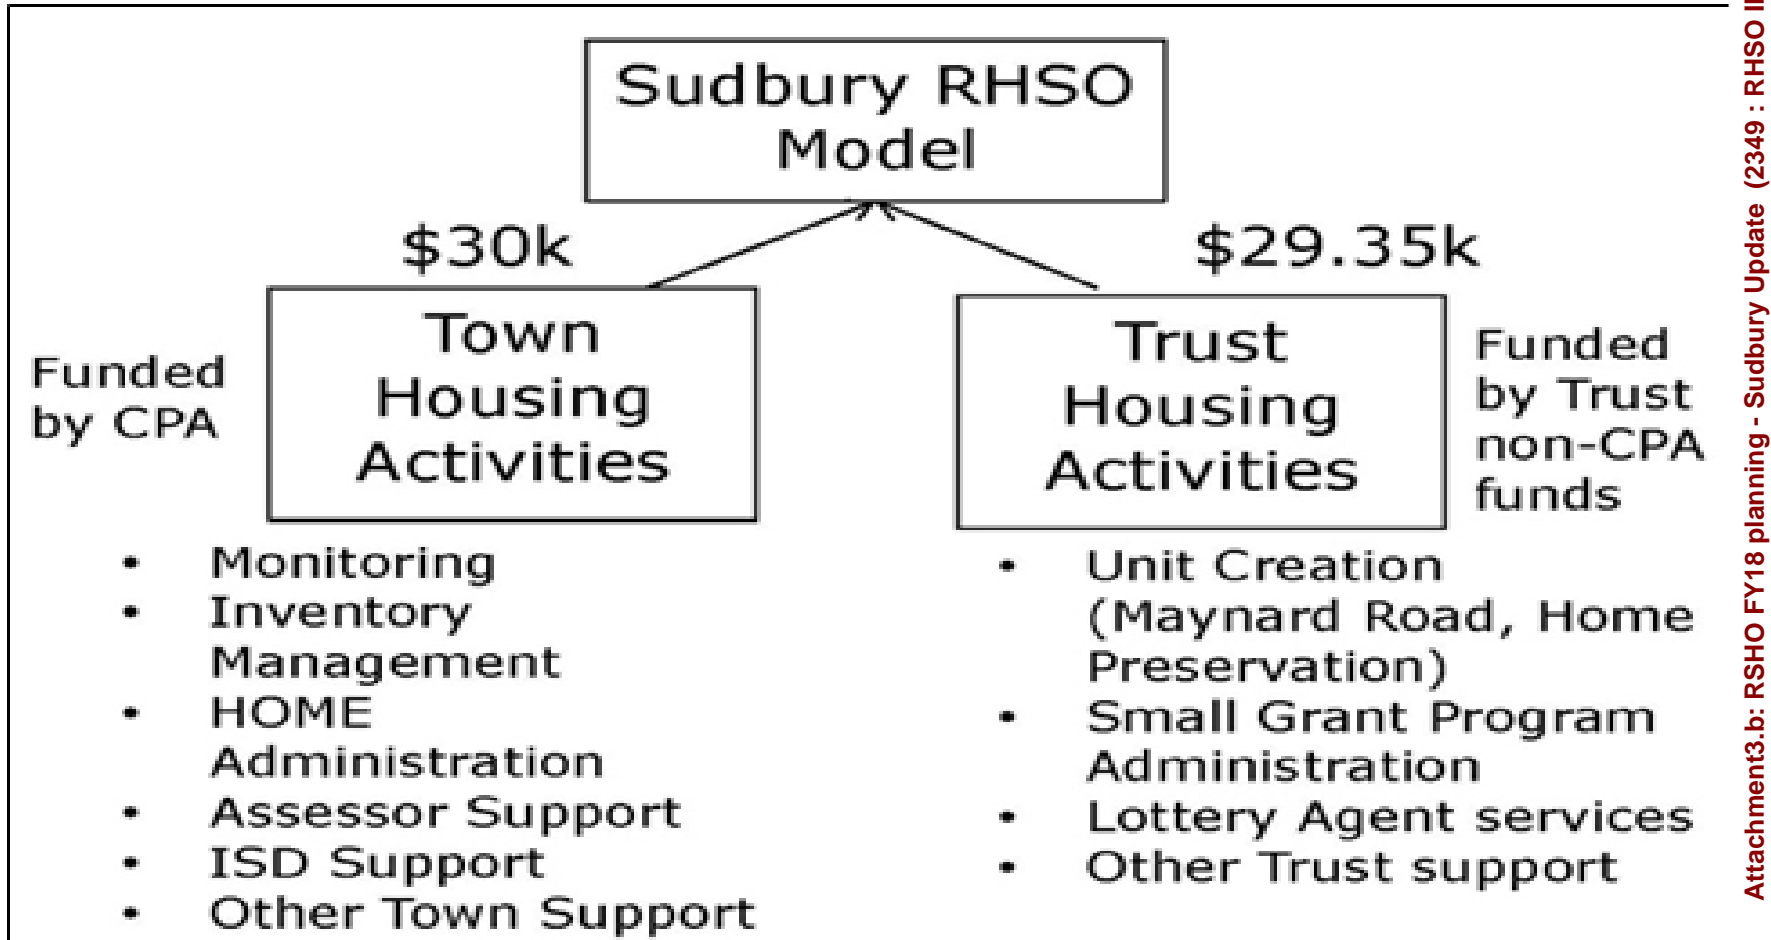 Sudbury RHSO
Model
$30k
$29.35k
Funded
by CPA
Town
Housing
Activities
Trust
Housing
Activities
Funded
by Trust
non-CPA
funds
• Monitoring
• Inventory
Management
• HOME
Administration
• Assessor Support
• ISD Support
• Other Town Support
• Unit Creation
(Maynard Road, Home
Preservation)
• Small Grant Program
Administration
• Lottery Agent services
• Other Trust support
Attachment3.b: RSHO FY18 planning - Sudbury Update (2349 : RHSO